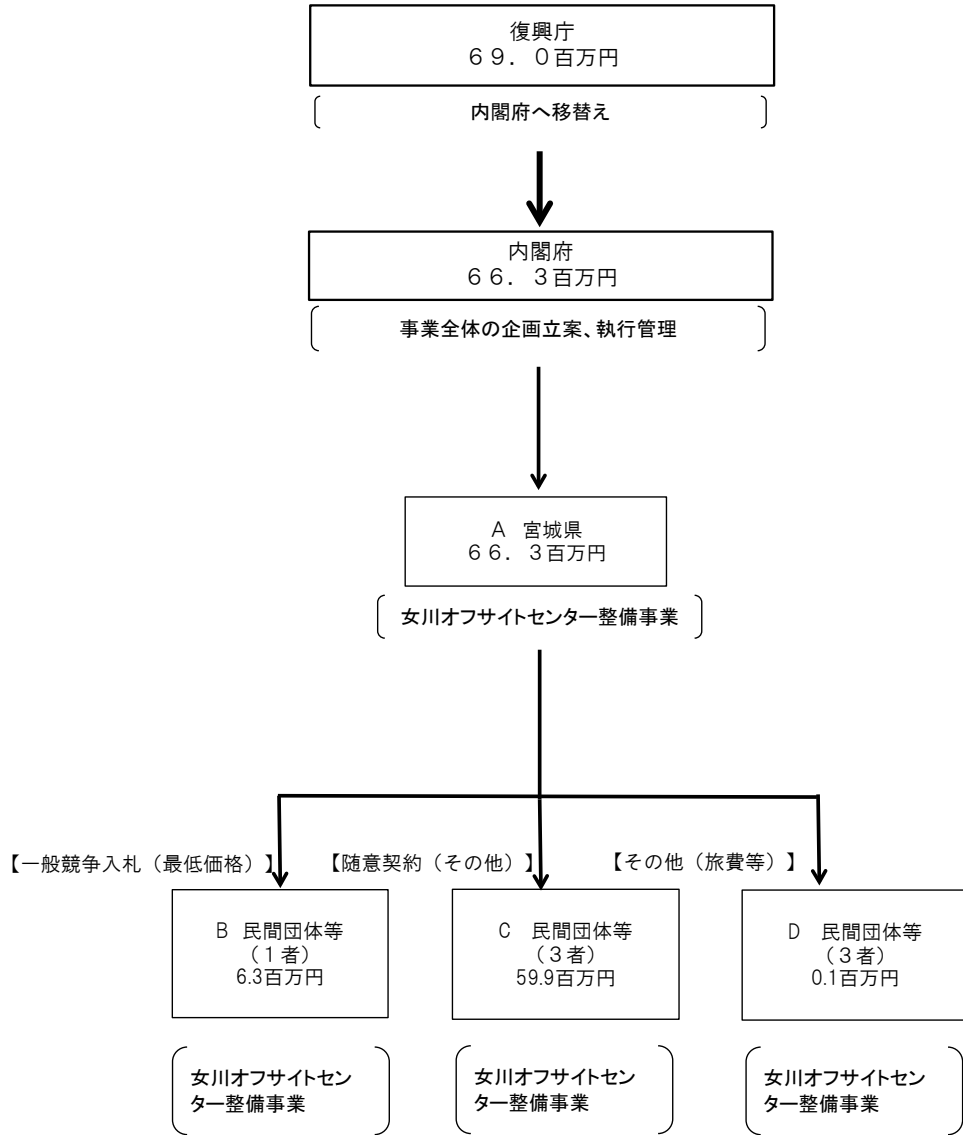 復興庁
６９．０百万円
内閣府へ移替え
内閣府
６６．３百万円
事業全体の企画立案、執行管理
A　宮城県
６６．３百万円
女川オフサイトセンター整備事業
【一般競争入札（最低価格）】
【随意契約（その他）】
【その他（旅費等）】
B　民間団体等
（１者）
6.3百万円
C　民間団体等
（３者）
59.9百万円
D　民間団体等
（３者）
0.1百万円
女川オフサイトセン
ター整備事業
女川オフサイトセン
ター整備事業
女川オフサイトセン
ター整備事業